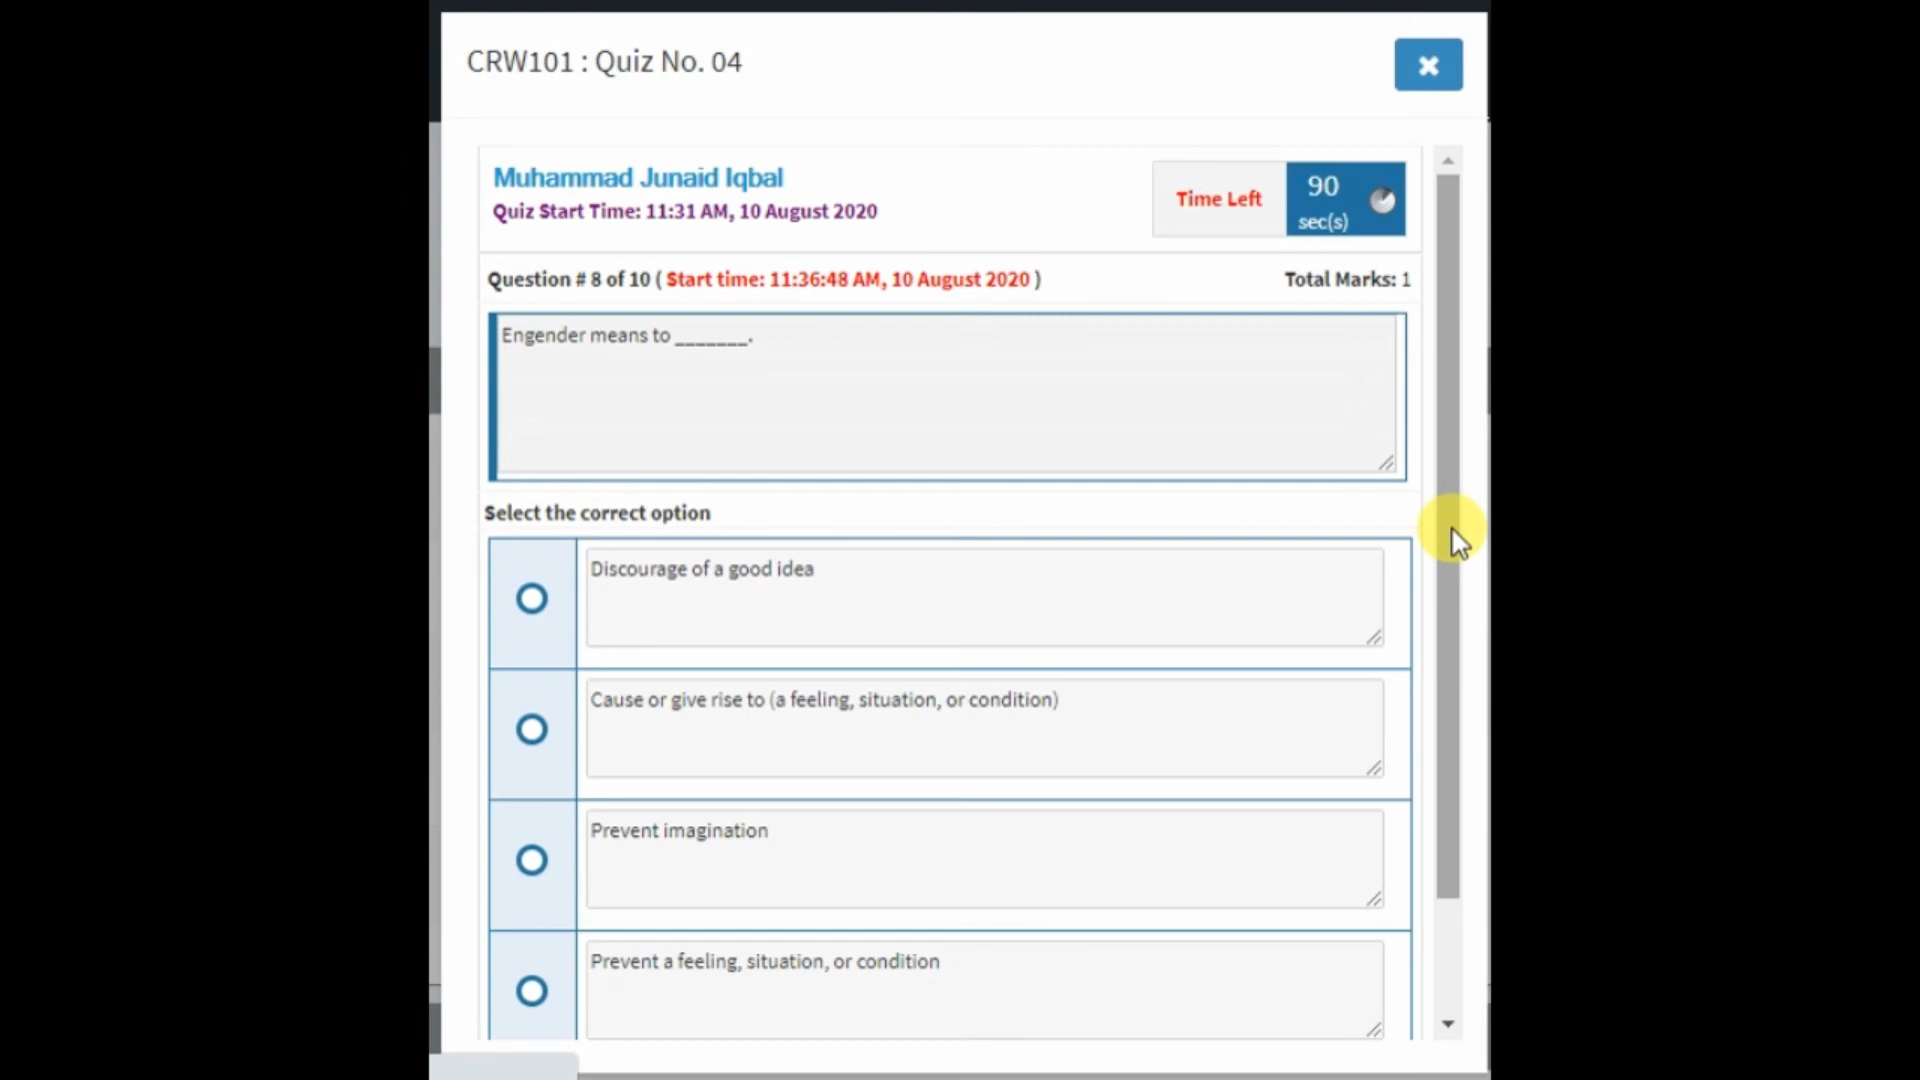 CRW101 : Quiz No. 04
Muhammad Junaid Iqbal
Quiz Start Time: 11:31 AM, 10 August 2020
Time Left
90
sec(s)
Question # 8 of 10 ( Start time: 11:36:48 AM, 10 August 2020 )
Total Marks: 1
Engender means to _______.
Select the correct option
Discourage of a good idea
Cause or give rise to (a feeling, situation, or condition)
Prevent imagination
Prevent a feeling, situation, or condition